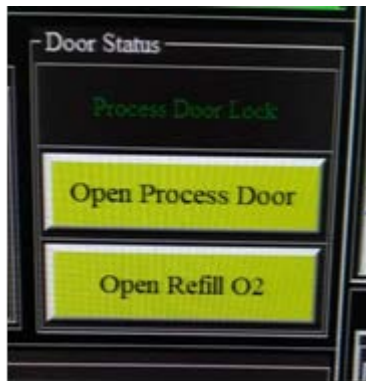 Door Status
Process Door Lock
Open Process Door
Open Refill O2